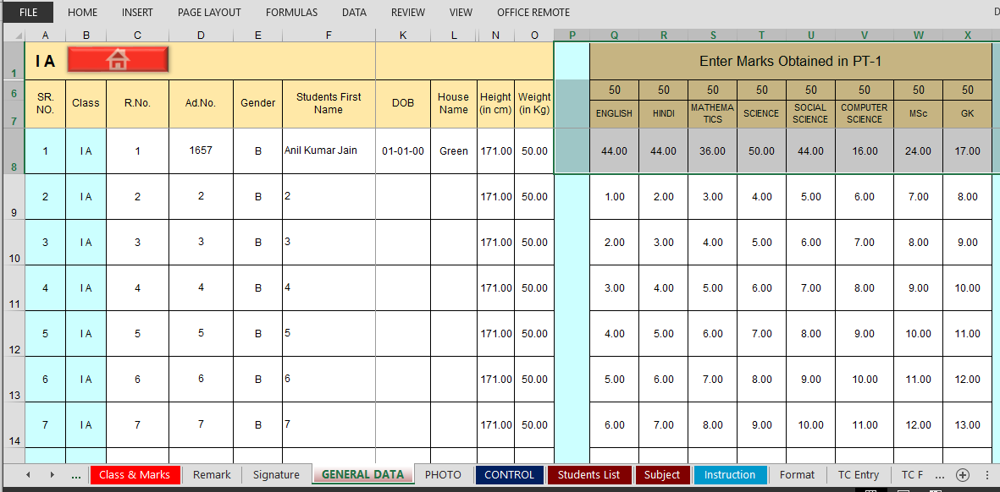 FILE HOME INSERT PAGE LAYOUT FORMULAS DATA REVIEW VIEW OFFICE REMOTE D
A B C D E F K L N O P Q R S T U V W X
1 I A Enter Marks Obtained in PT-1
6 50 50 50 50 50 50 50 50
7 SR. NO. Class R.No. Ad.No. Gender Students First Name DOB House Name Height (in cm) Weight (in Kg) ENGLISH HINDI MATHEMA TICS SCIENCE SOCIAL SCIENCE COMPUTER SCIENCE MSc GK
8 1 I A 1 1657 B Anil Kumar Jain 01-01-00 Green 171.00 50.00 44.00 44.00 36.00 50.00 44.00 16.00 24.00 17.00
9 2 I A 2 2 B 2 171.00 50.00 1.00 2.00 3.00 4.00 5.00 6.00 7.00 8.00
10 3 I A 3 3 B 3 171.00 50.00 2.00 3.00 4.00 5.00 6.00 7.00 8.00 9.00
11 4 I A 4 4 B 4 171.00 50.00 3.00 4.00 5.00 6.00 7.00 8.00 9.00 10.00
12 5 I A 5 5 B 5 171.00 50.00 4.00 5.00 6.00 7.00 8.00 9.00 10.00 11.00
13 6 I A 6 6 B 6 171.00 50.00 5.00 6.00 7.00 8.00 9.00 10.00 11.00 12.00
14 7 I A 7 7 B 7 171.00 50.00 6.00 7.00 8.00 9.00 10.00 11.00 12.00 13.00
... Class & Marks Remark Signature GENERAL DATA PHOTO CONTROL Students List Subject Instruction Format TC Entry TC F ...